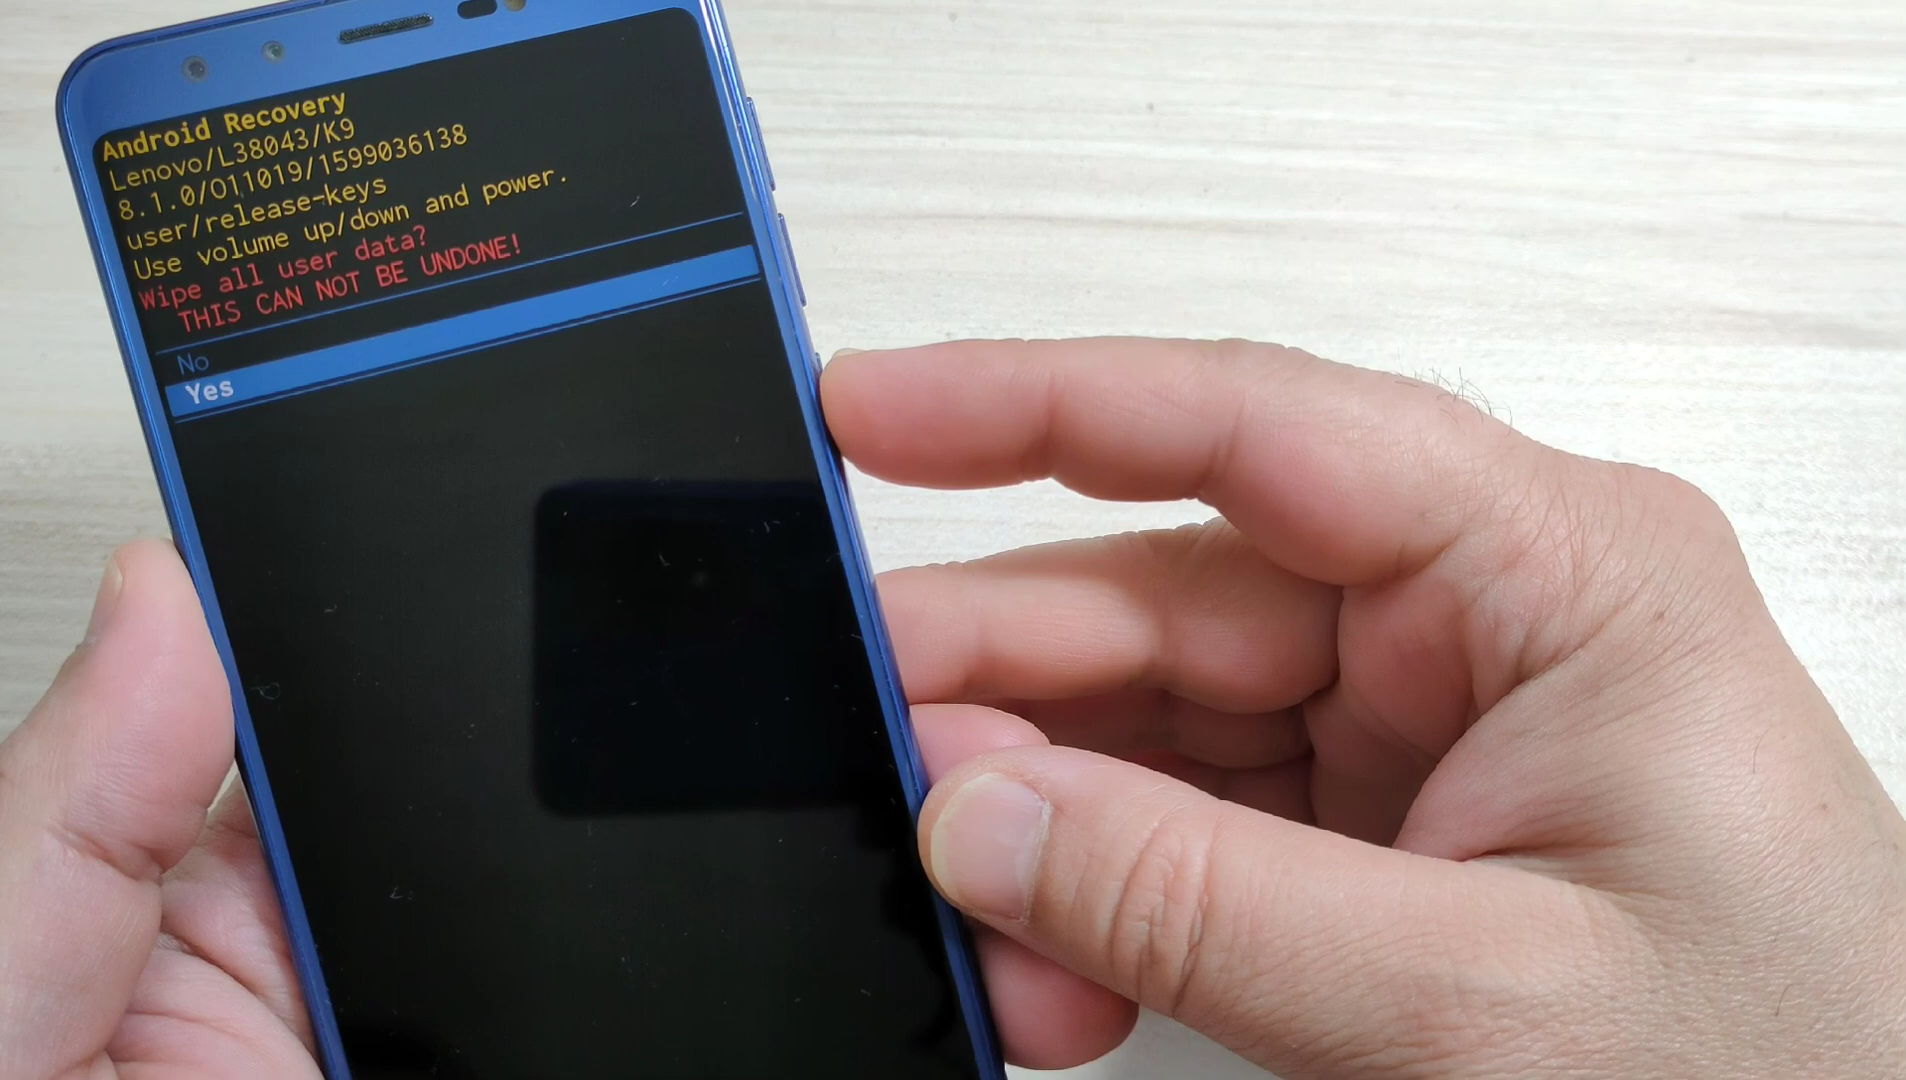 Android Recovery
Lenovo/L38043/K9
8.1.0/O11019/1599036138
user/release-keys
Use volume up/down and power.
Wipe all user data?
THIS CAN NOT BE UNDONE!
No
Yes